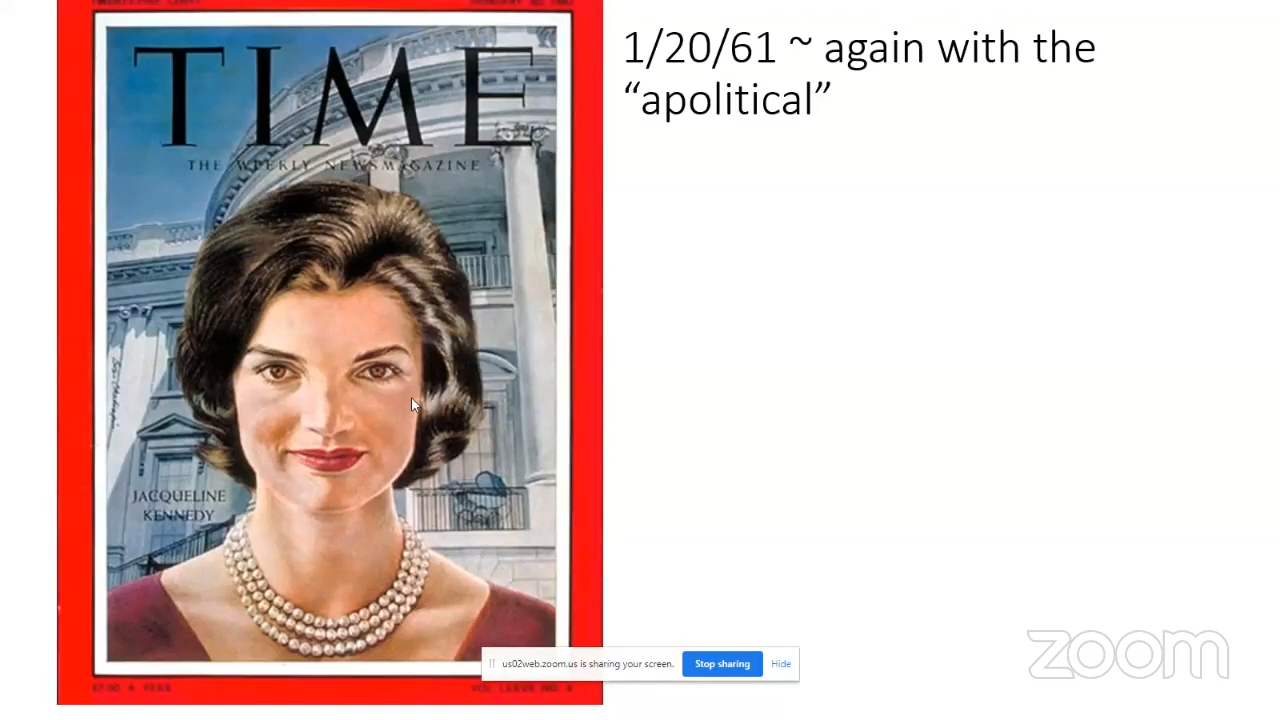 TIME
THE WEEKLY NEWSMAGAZINE
JACQUELINE
KENNEDY
1/20/61 ~ again with the
“apolitical”
us02web.zoom.us is sharing your screen.
Stop sharing
Hide
zoom